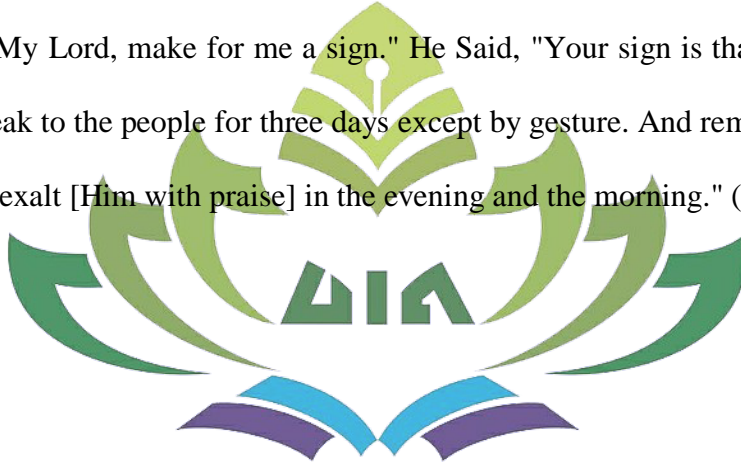 My Lord, make for me a sign." He Said, "Your sign is tha
eak to the people for three days except by gesture. And rem
exalt [Him with praise] in the evening and the morning." (
UIN